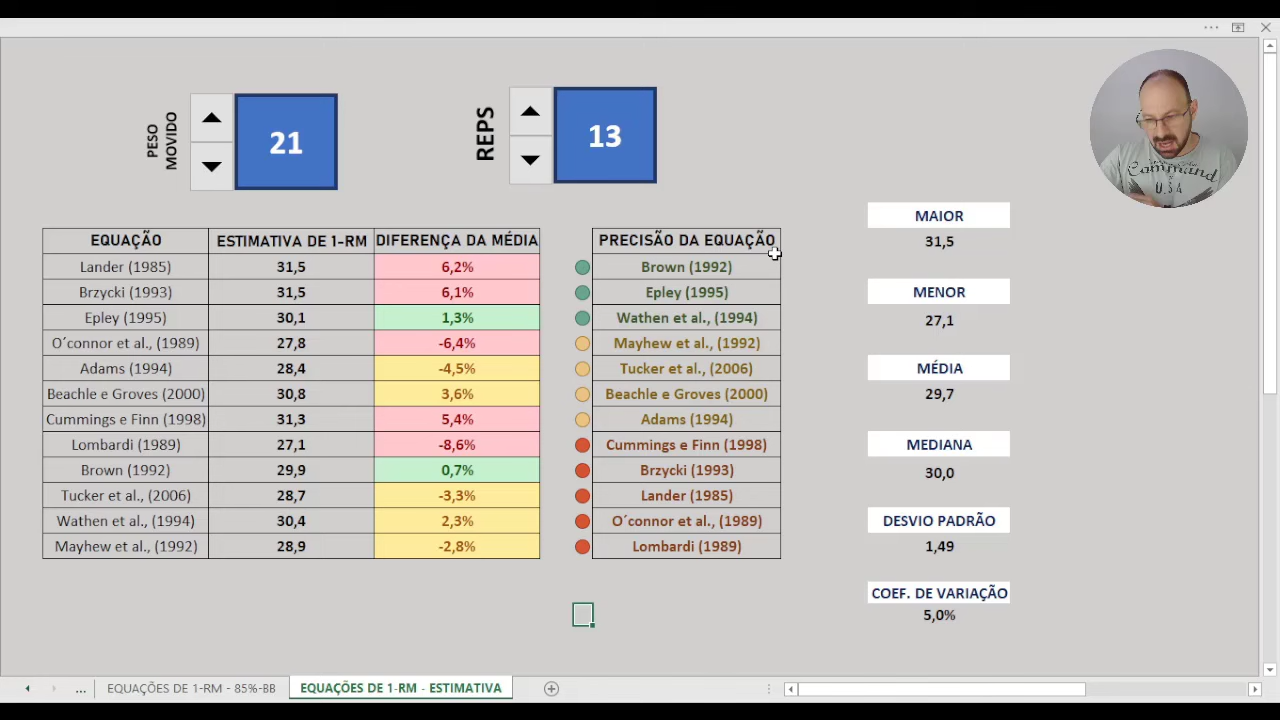 PESO
MOVIDO
21
REPS
13
EQUAÇÃO ESTIMATIVA DE 1-RM DIFERENÇA DA MÉDIA
Lander (1985) 31,5 6,2%
Brzycki (1993) 31,5 6,1%
Epley (1995) 30,1 1,3%
O´connor et al., (1989) 27,8 -6,4%
Adams (1994) 28,4 -4,5%
Beachle e Groves (2000) 30,8 3,6%
Cummings e Finn (1998) 31,3 5,4%
Lombardi (1989) 27,1 -8,6%
Brown (1992) 29,9 0,7%
Tucker et al., (2006) 28,7 -3,3%
Wathen et al., (1994) 30,4 2,3%
Mayhew et al., (1992) 28,9 -2,8%
PRECISÃO DA EQUAÇÃO
Brown (1992)
Epley (1995)
Wathen et al., (1994)
Mayhew et al., (1992)
Tucker et al., (2006)
Beachle e Groves (2000)
Adams (1994)
Cummings e Finn (1998)
Brzycki (1993)
Lander (1985)
O´connor et al., (1989)
Lombardi (1989)
MAIOR
31,5
MENOR
27,1
MÉDIA
29,7
MEDIANA
30,0
DESVIO PADRÃO
1,49
COEF. DE VARIAÇÃO
5,0%
Command
... EQUAÇÕES DE 1-RM - 85%-BB EQUAÇÕES DE 1-RM - ESTIMATIVA